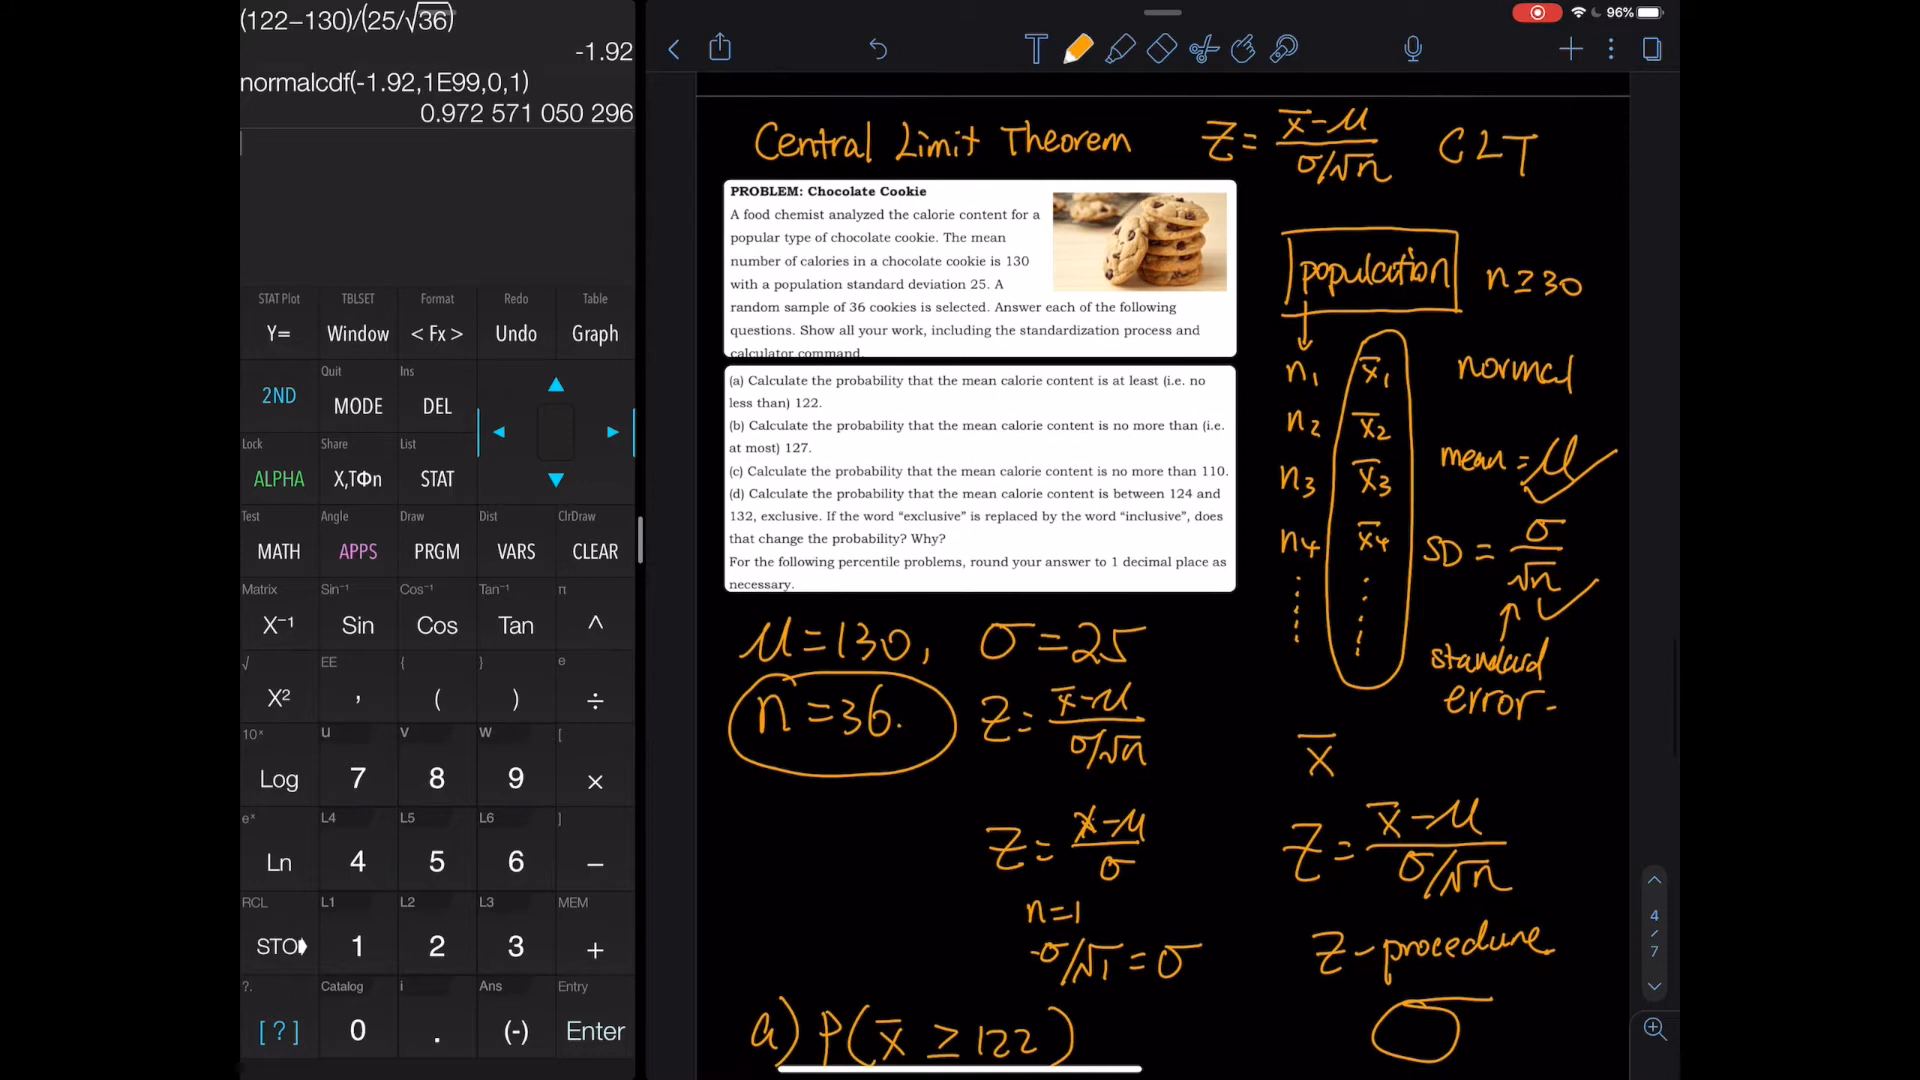 (122−130)/(25/√36)
-1.92
normalcdf(-1.92,1E99,0,1)
0.972 571 050 296
STAT Plot TBLSET Format Redo Table
Y= Window < Fx > Undo Graph
Quit Ins
2ND MODE DEL
Lock Share List
ALPHA X,TΦn STAT
Test Angle Draw Dist ClrDraw
MATH APPS PRGM VARS CLEAR
Matrix Sin⁻¹ Cos⁻¹ Tan⁻¹ π
X⁻¹ Sin Cos Tan ^
√ EE { } e
X² , ( ) ÷
10ˣ U V W [
Log 7 8 9 ×
eˣ L4 L5 L6 ]
Ln 4 5 6 −
RCL L1 L2 L3 MEM
STO 1 2 3 +
?. Catalog i Ans Entry
[ ? ] 0 . (-) Enter
96%
T
Central Limit Theorem Z= x̄-μ / σ/√n CLT
PROBLEM: Chocolate Cookie
A food chemist analyzed the calorie content for a
popular type of chocolate cookie. The mean
number of calories in a chocolate cookie is 130
with a population standard deviation 25. A
random sample of 36 cookies is selected. Answer each of the following
questions. Show all your work, including the standardization process and
calculator command.
(a) Calculate the probability that the mean calorie content is at least (i.e. no
less than) 122.
(b) Calculate the probability that the mean calorie content is no more than (i.e.
at most) 127.
(c) Calculate the probability that the mean calorie content is no more than 110.
(d) Calculate the probability that the mean calorie content is between 124 and
132, exclusive. If the word “exclusive” is replaced by the word “inclusive”, does
that change the probability? Why?
For the following percentile problems, round your answer to 1 decimal place as
necessary.
μ=130, σ=25
n=36. Z= x̄-μ / σ/√n
Z= x-μ / σ
n=1
σ/√1 = σ
a) P(x̄ ≥ 122)
population n≥30
n1 x̄1 normal
n2 x̄2
n3 x̄3 mean = μ
n4 x̄4 SD = σ / √n
standard
error
x̄
Z= x̄-μ / σ/√n
Z-procedure
σ
4
/
7